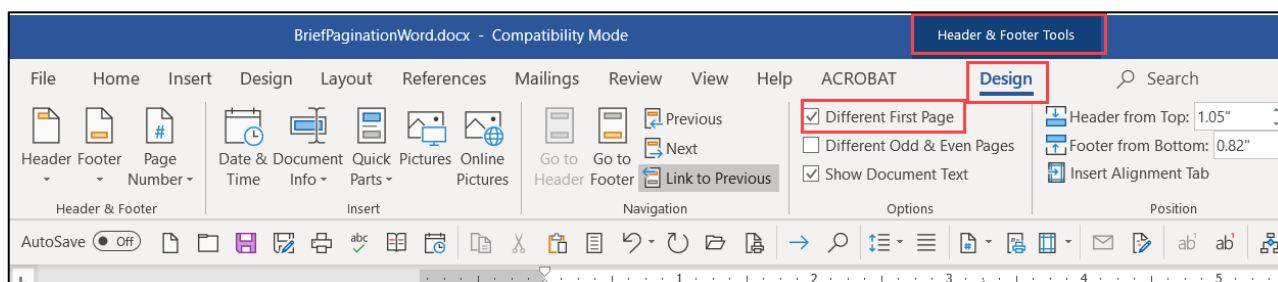 BriefPaginationWord.docx - Compatibility Mode
Header & Footer Tools
File Home Insert Design Layout References Mailings Review View Help ACROBAT Design Search
Header Footer Page Number
Header & Footer
Date & Time Document Info Quick Parts Pictures Online Pictures
Insert
Go to Header Go to Footer Previous
Next
Link to Previous
Navigation
Different First Page
Different Odd & Even Pages
Show Document Text
Options
Header from Top: 1.05"
Footer from Bottom: 0.82"
Insert Alignment Tab
Position
AutoSave Off abc ab ab
1 2 3 4 5